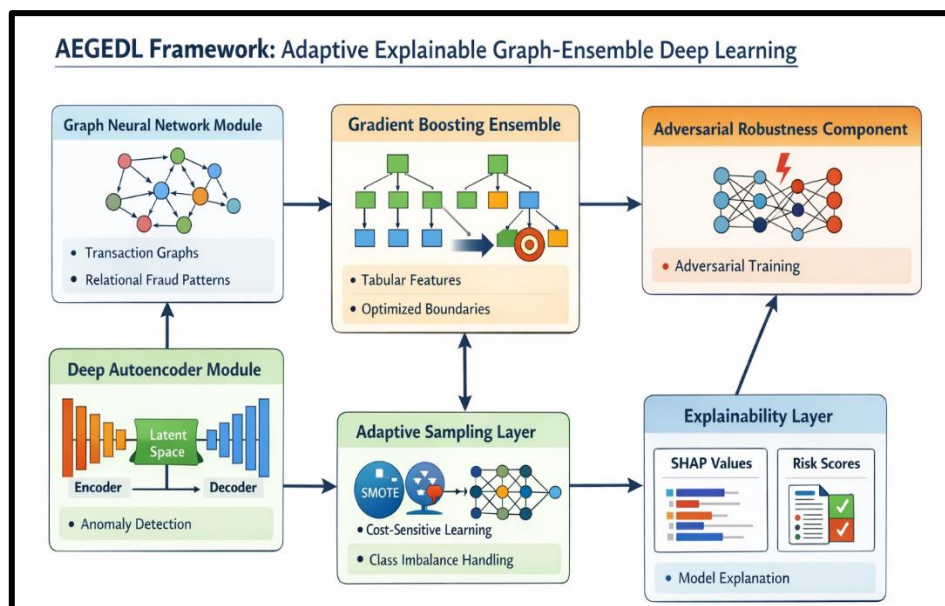 AEGEDL Framework: Adaptive Explainable Graph-Ensemble Deep Learning
Graph Neural Network Module
• Transaction Graphs
• Relational Fraud Patterns
Gradient Boosting Ensemble
• Tabular Features
• Optimized Boundaries
Adversarial Robustness Component
• Adversarial Training
Deep Autoencoder Module
Latent
Space
Encoder
Decoder
• Anomaly Detection
Adaptive Sampling Layer
SMOTE
• Cost-Sensitive Learning
• Class Imbalance Handling
Explainability Layer
SHAP Values
Risk Scores
• Model Explanation